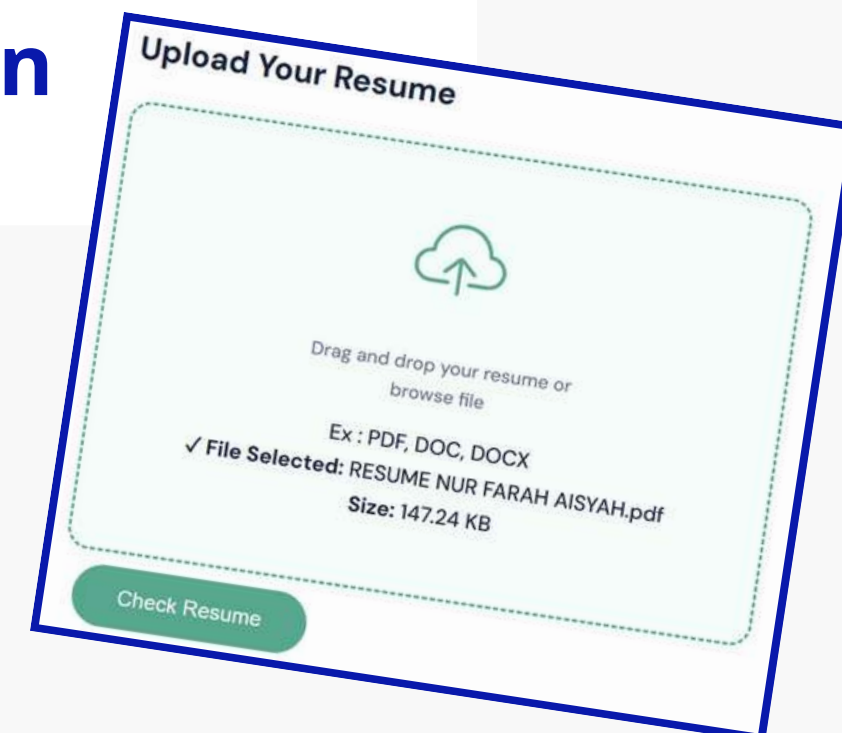 n
Upload Your Resume
Drag and drop your resume or
browse file
Ex : PDF, DOC, DOCX
✓ File Selected: RESUME NUR FARAH AISYAH.pdf
Size: 147.24 KB
Check Resume